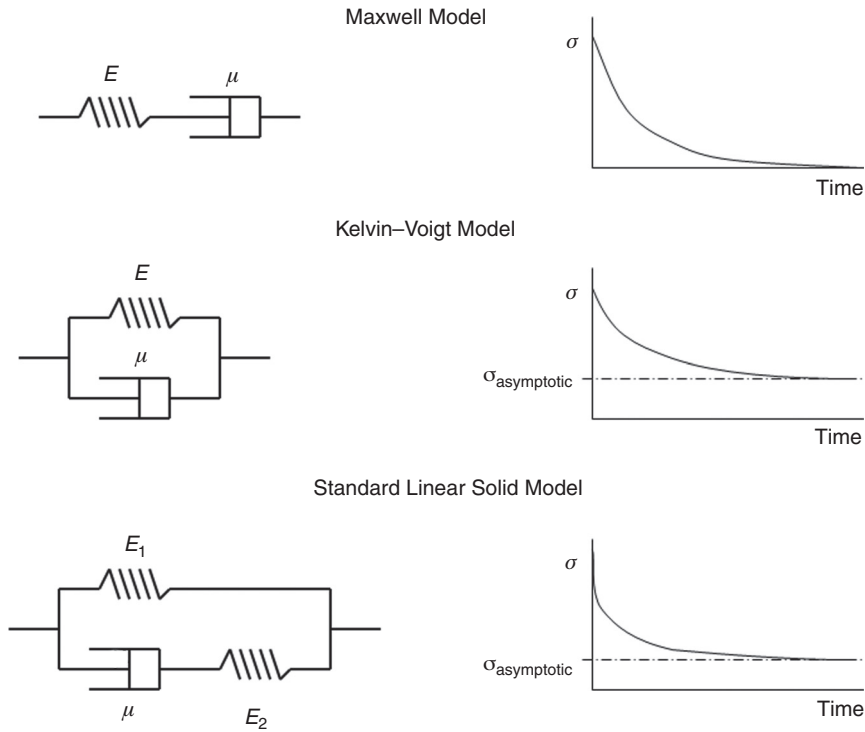 Maxwell Model
E
μ
σ
Time
Kelvin–Voigt Model
E
μ
σ
σasymptotic
Time
Standard Linear Solid Model
E1
μ
E2
σ
σasymptotic
Time